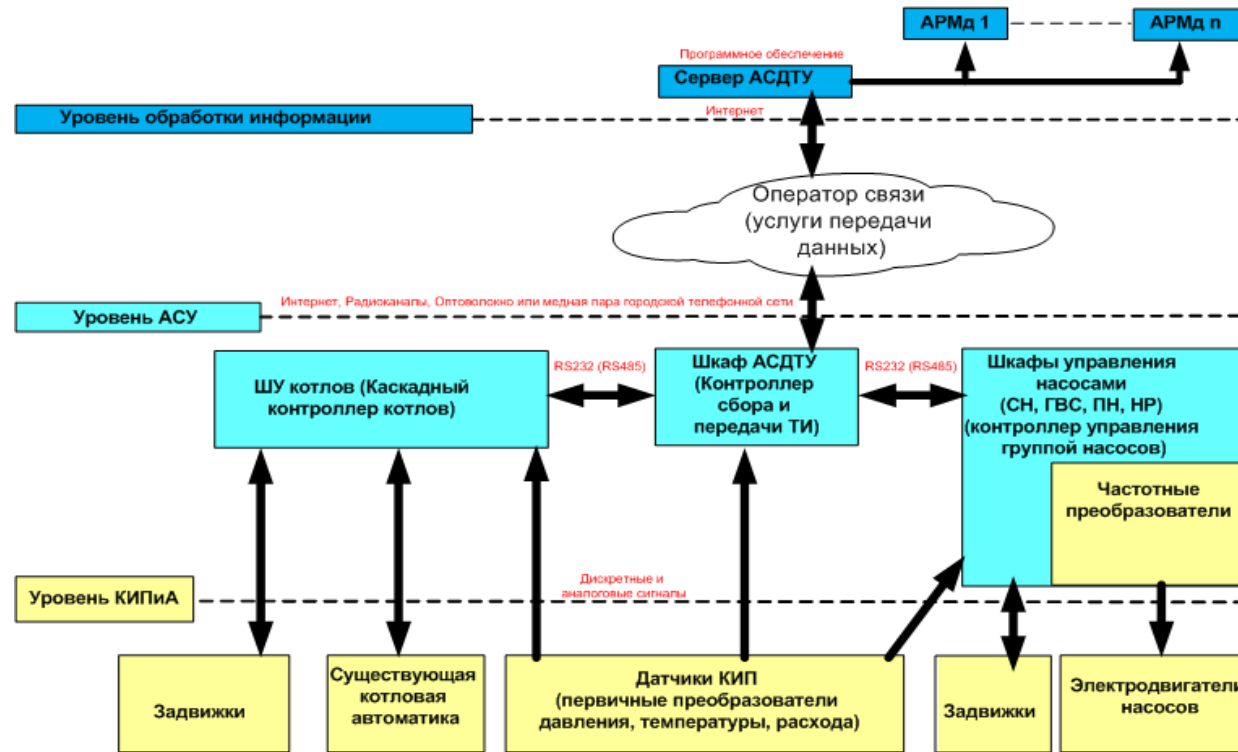 АРМд 1
АРМд n
Программное обеспечение
Сервер АСДТУ
Уровень обработки информации
Интернет
Оператор связи
(услуги передачи
данных)
Интернет, Радиоканалы, Оптоволокно или медная пара городской телефонной сети
Уровень АСУ
ШУ котлов (Каскадный
контроллер котлов)
RS232 (RS485)
Шкаф АСДТУ
(Контроллер
сбора и
передачи ТИ)
RS232 (RS485)
Шкафы управления
насосами
(СН, ГВС, ПН, НР)
(контроллер управления
группой насосов)
Частотные
преобразователи
Уровень КИПиА
Дискретные и
аналоговые сигналы
Задвижки
Существующая
котловая
автоматика
Датчики КИП
(первичные преобразователи
давления, температуры, расхода)
Задвижки
Электродвигатели
насосов